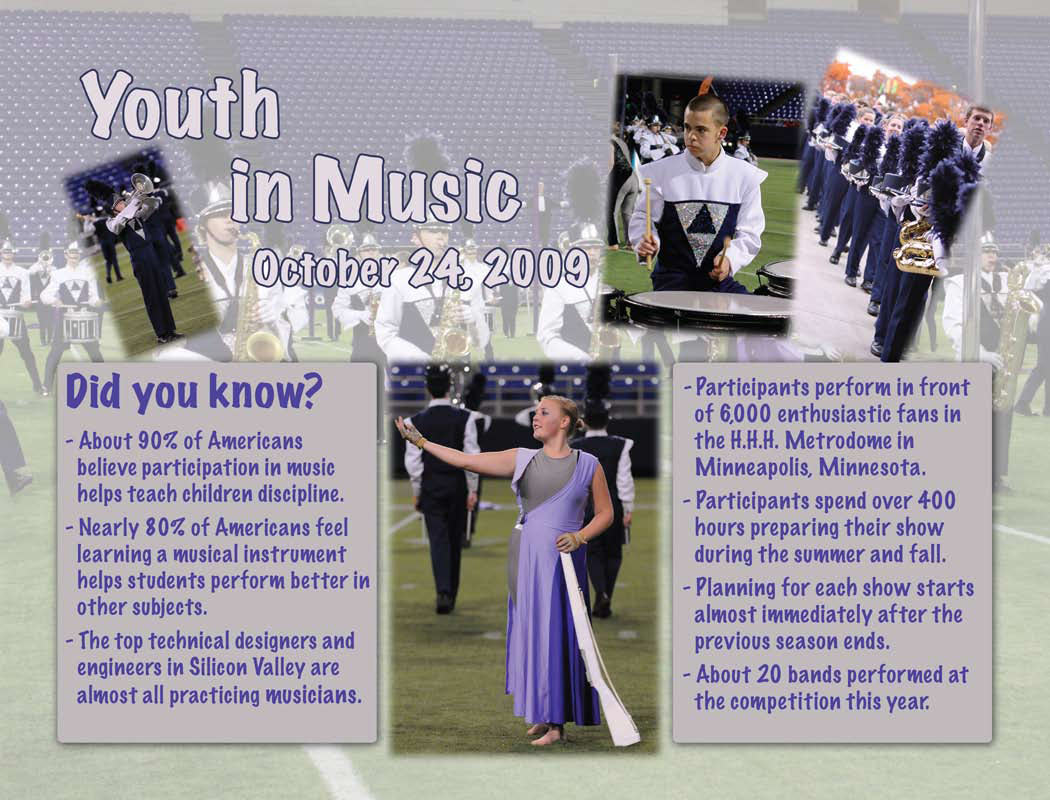 Youth
in Music
October 24, 2009
Did you know?
- About 90% of Americans
believe participation in music
helps teach children discipline.
- Nearly 80% of Americans feel
learning a musical instrument
helps students perform better in
other subjects.
- The top technical designers and
engineers in Silicon Valley are
almost all practicing musicians.
- Participants perform in front
of 6,000 enthusiastic fans in
the H.H.H. Metrodome in
Minneapolis, Minnesota.
- Participants spend over 400
hours preparing their show
during the summer and fall.
- Planning for each show starts
almost immediately after the
previous season ends.
- About 20 bands performed at
the competition this year.